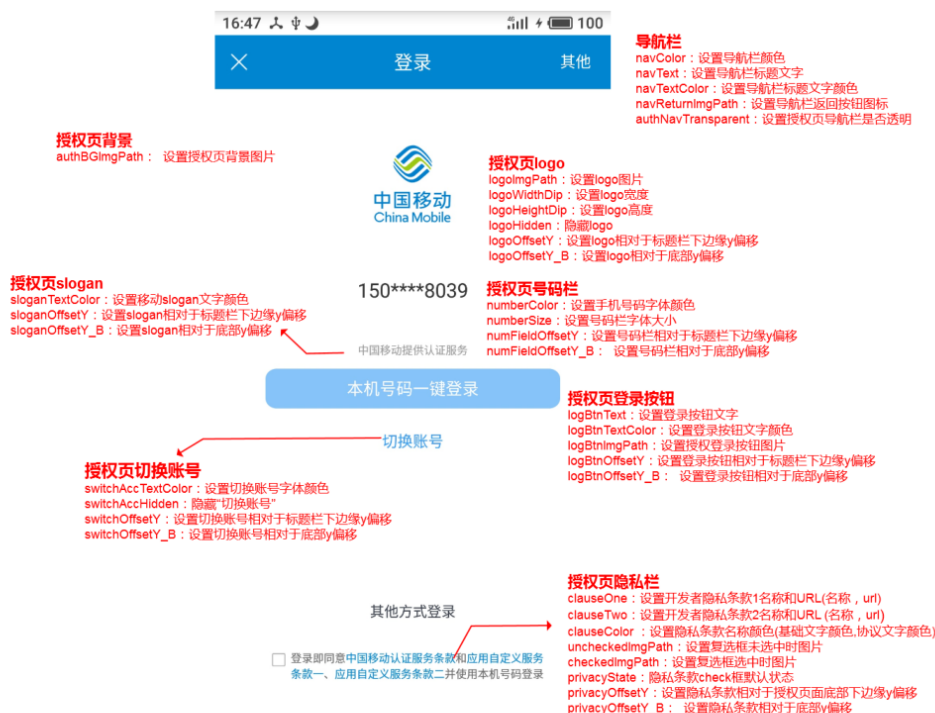 16:47
100
登录
其他
导航栏
navColor：设置导航栏颜色
navText：设置导航栏标题文字
navTextColor：设置导航栏标题文字颜色
navReturnImgPath：设置导航栏返回按钮图标
authNavTransparent：设置授权页导航栏是否透明
授权页背景
authBGImgPath： 设置授权页背景图片
中国移动
China Mobile
授权页logo
logoImgPath：设置logo图片
logoWidthDip：设置logo宽度
logoHeightDip：设置logo高度
logoHidden：隐藏logo
logoOffsetY：设置logo相对于标题栏下边缘y偏移
logoOffsetY_B：设置logo相对于底部y偏移
授权页slogan
sloganTextColor：设置移动slogan文字颜色
sloganOffsetY：设置slogan相对于标题栏下边缘y偏移
sloganOffsetY_B：设置slogan相对于底部y偏移
150****8039
中国移动提供认证服务
授权页号码栏
numberColor：设置手机号码字体颜色
numberSize：设置号码栏字体大小
numFieldOffsetY：设置号码栏相对于标题栏下边缘y偏移
numFieldOffsetY_B： 设置号码栏相对于底部y偏移
本机号码一键登录
授权页登录按钮
logBtnText：设置登录按钮文字
logBtnTextColor：设置登录按钮文字颜色
logBtnImgPath：设置授权登录按钮图片
logBtnOffsetY：设置登录按钮相对于标题栏下边缘y偏移
logBtnOffsetY_B： 设置登录按钮相对于底部y偏移
切换账号
授权页切换账号
switchAccTextColor：设置切换账号字体颜色
switchAccHidden：隐藏“切换账号”
switchOffsetY：设置切换账号相对于标题栏下边缘y偏移
switchOffsetY_B：设置切换账号相对于底部y偏移
其他方式登录
登录即同意中国移动认证服务条款和应用自定义服务
条款一、应用自定义服务条款二并使用本机号码登录
授权页隐私栏
clauseOne：设置开发者隐私条款1名称和URL(名称，url)
clauseTwo：设置开发者隐私条款2名称和URL (名称，url)
clauseColor ：设置隐私条款名称颜色(基础文字颜色,协议文字颜色)
uncheckedImgPath：设置复选框未选中时图片
checkedImgPath：设置复选框选中时图片
privacyState：隐私条款check框默认状态
privacyOffsetY：设置隐私条款相对于授权页面底部下边缘y偏移
privacyOffsetY_B： 设置隐私条款相对于底部y偏移